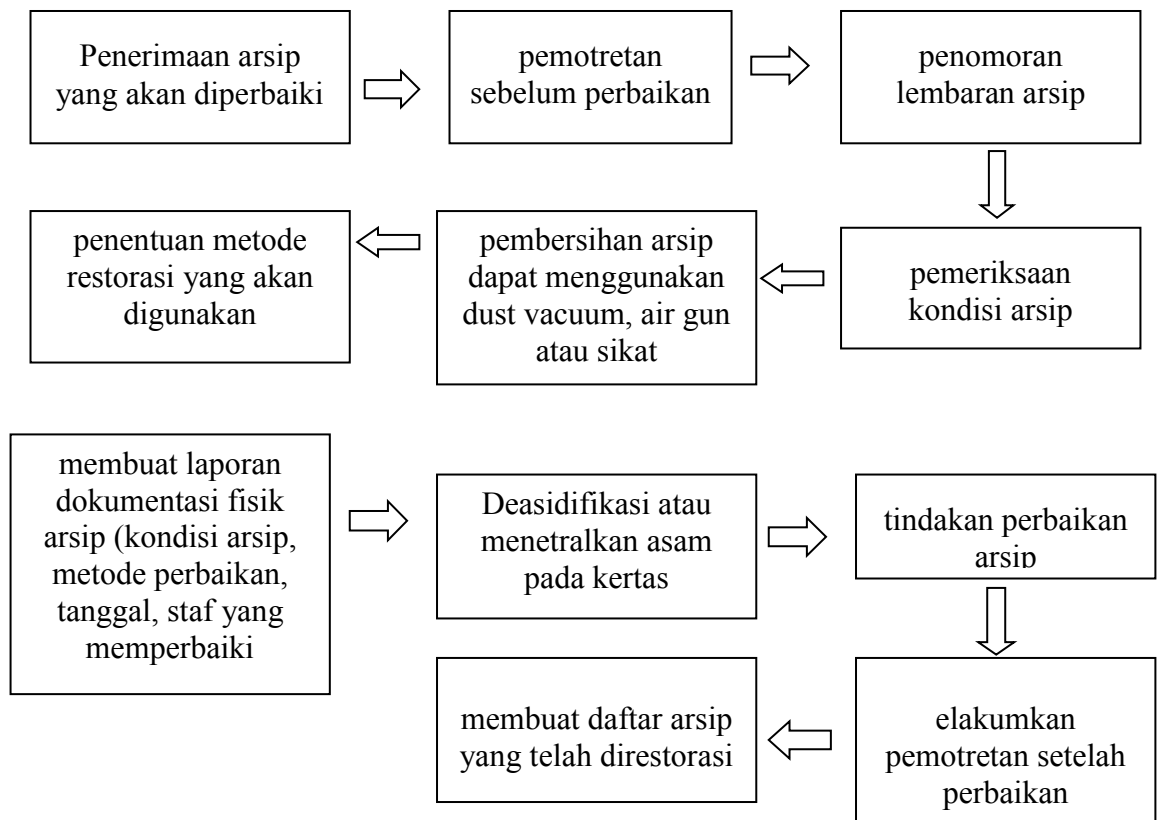 Penerimaan arsip
yang akan diperbaiki
pemotretan
sebelum perbaikan
penomoran
lembaran arsip
pemeriksaan
kondisi arsip
pembersihan arsip
dapat menggunakan
dust vacuum, air gun
atau sikat
penentuan metode
restorasi yang akan
digunakan
membuat laporan
dokumentasi fisik
arsip (kondisi arsip,
metode perbaikan,
tanggal, staf yang
memperbaiki
Deasidifikasi atau
menetralkan asam
pada kertas
tindakan perbaikan
arsip
elakumkan
pemotretan setelah
perbaikan
membuat daftar arsip
yang telah direstorasi